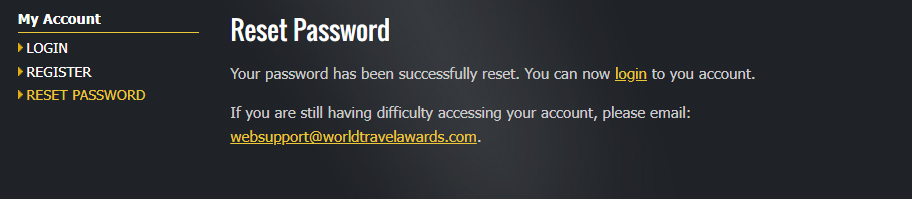 My Account
LOGIN
REGISTER
RESET PASSWORD
Reset Password
Your password has been successfully reset. You can now login to you account.
If you are still having difficulty accessing your account, please email:
websupport@worldtravelawards.com.